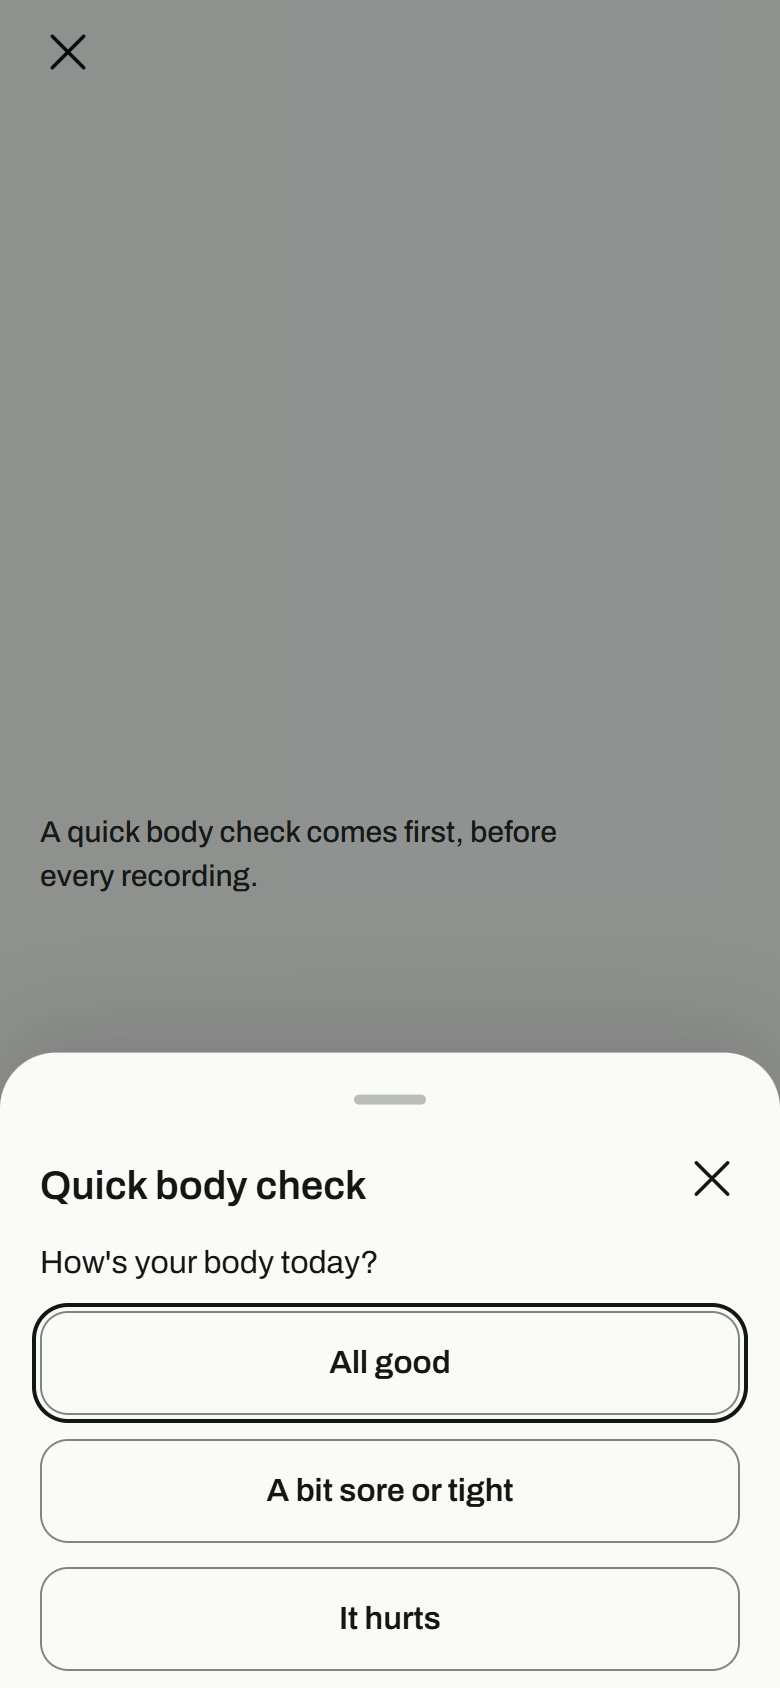 A quick body check comes first, before
every recording.
Quick body check
How's your body today?
All good
A bit sore or tight
It hurts